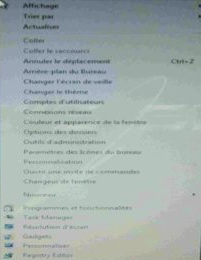 Affichage
Trier par
Actualiser
Coller
Coller le raccourci
Annuler le déplacement Ctrl+Z
Arrière-plan du Bureau
Changer l'écran de veille
Changer le thème
Comptes d'utilisateurs
Connexions réseau
Couleur et apparence de la fenêtre
Options des dossiers
Outils d'administration
Paramètres des icônes du bureau
Personnalisation
Ouvrir une invite de commandes
Changeur de fenêtre
Nouveau
Programmes et fonctionnalités
Task Manager
Résolution d'écran
Gadgets
Personnaliser
Registry Editor